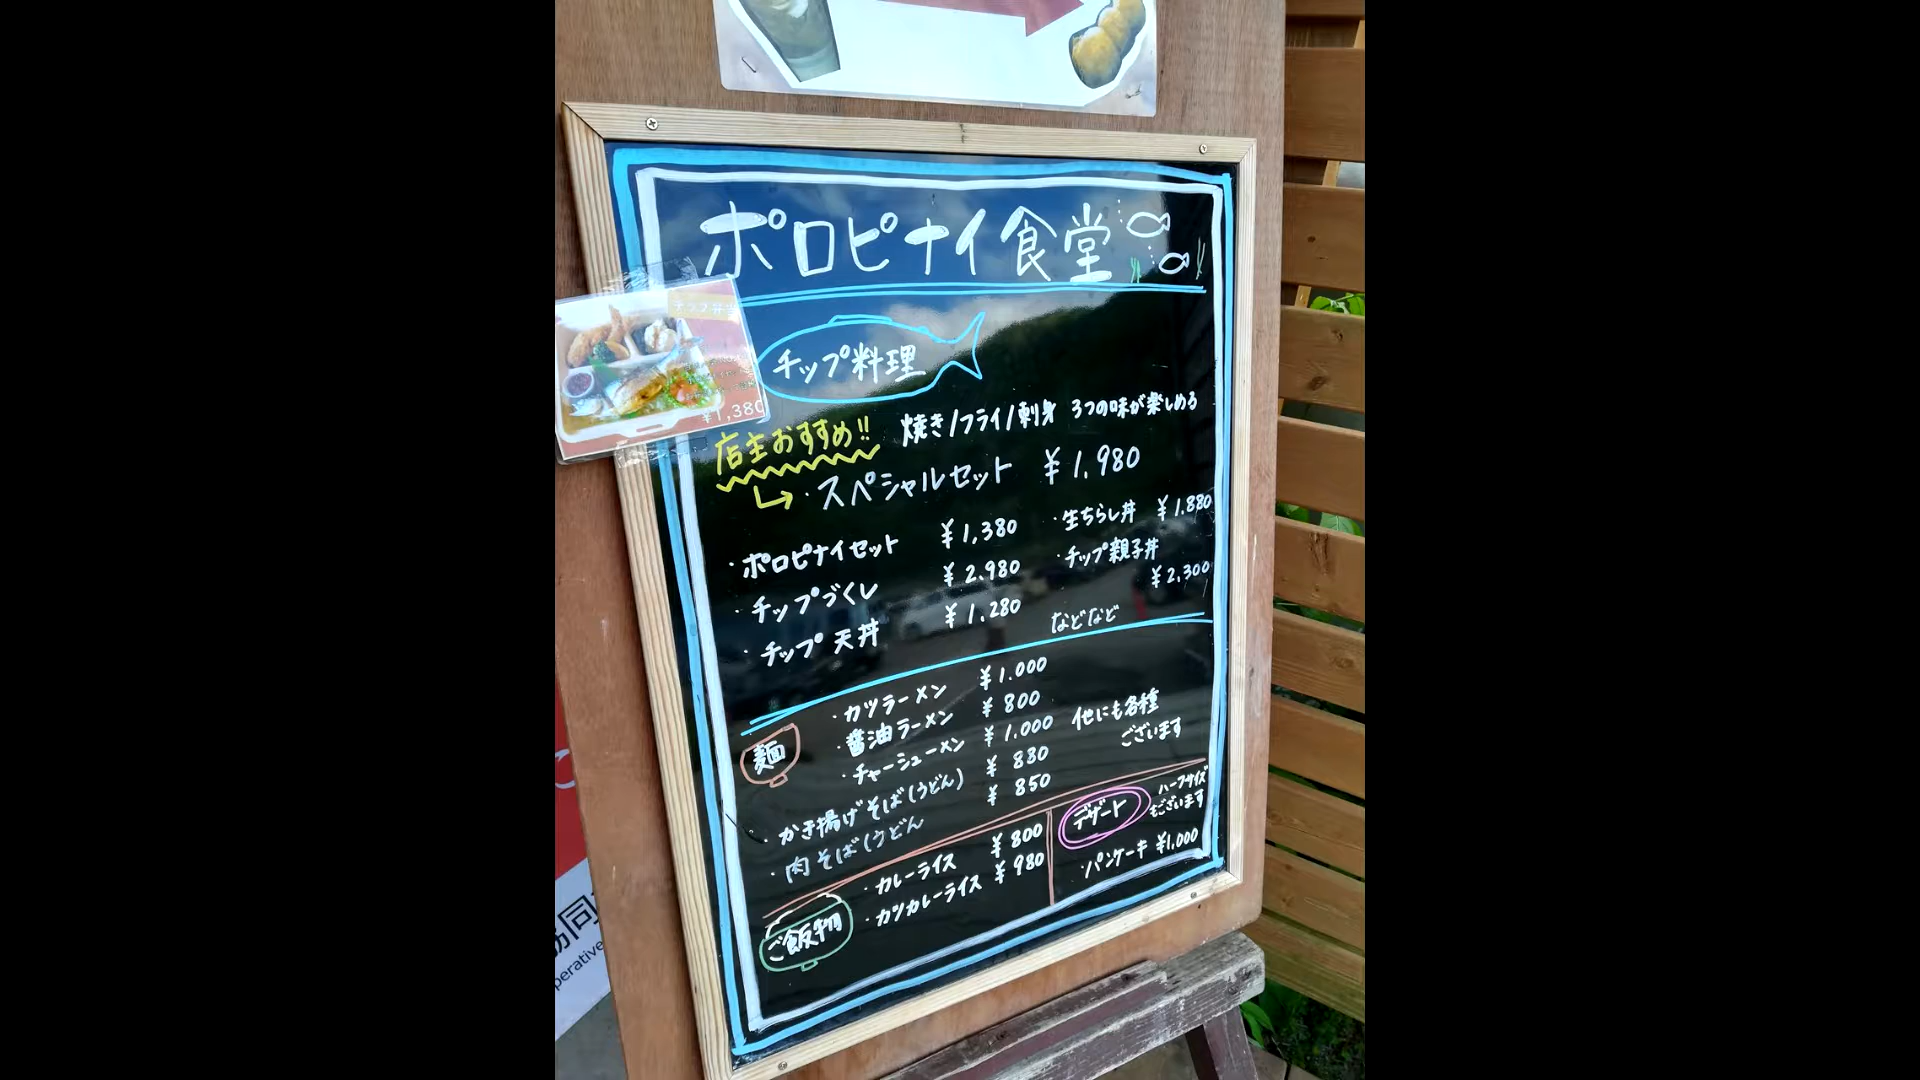 ポロピナイ食堂
チップ弁当
¥1,380
チップ料理
店主おすすめ!! 焼き/フライ/刺身 3つの味が楽しめる
・スペシャルセット ¥1,980
・ポロピナイセット ¥1,380
・チップづくし ¥2,980
・チップ天丼 ¥1,280
・生ちらし丼 ¥1,880
・チップ親子丼
¥2,300
などなど
麺
・カツラーメン ¥1,000
・醤油ラーメン ¥800
・チャーシューメン ¥1,000
・かき揚げそば(うどん) ¥880
・肉そば(うどん ¥850
他にも各種
ございます
ご飯物
・カレーライス ¥800
・カツカレーライス ¥980
デザート
ハーフサイズ
もございます
・パンケーキ ¥1,000
協同
perative